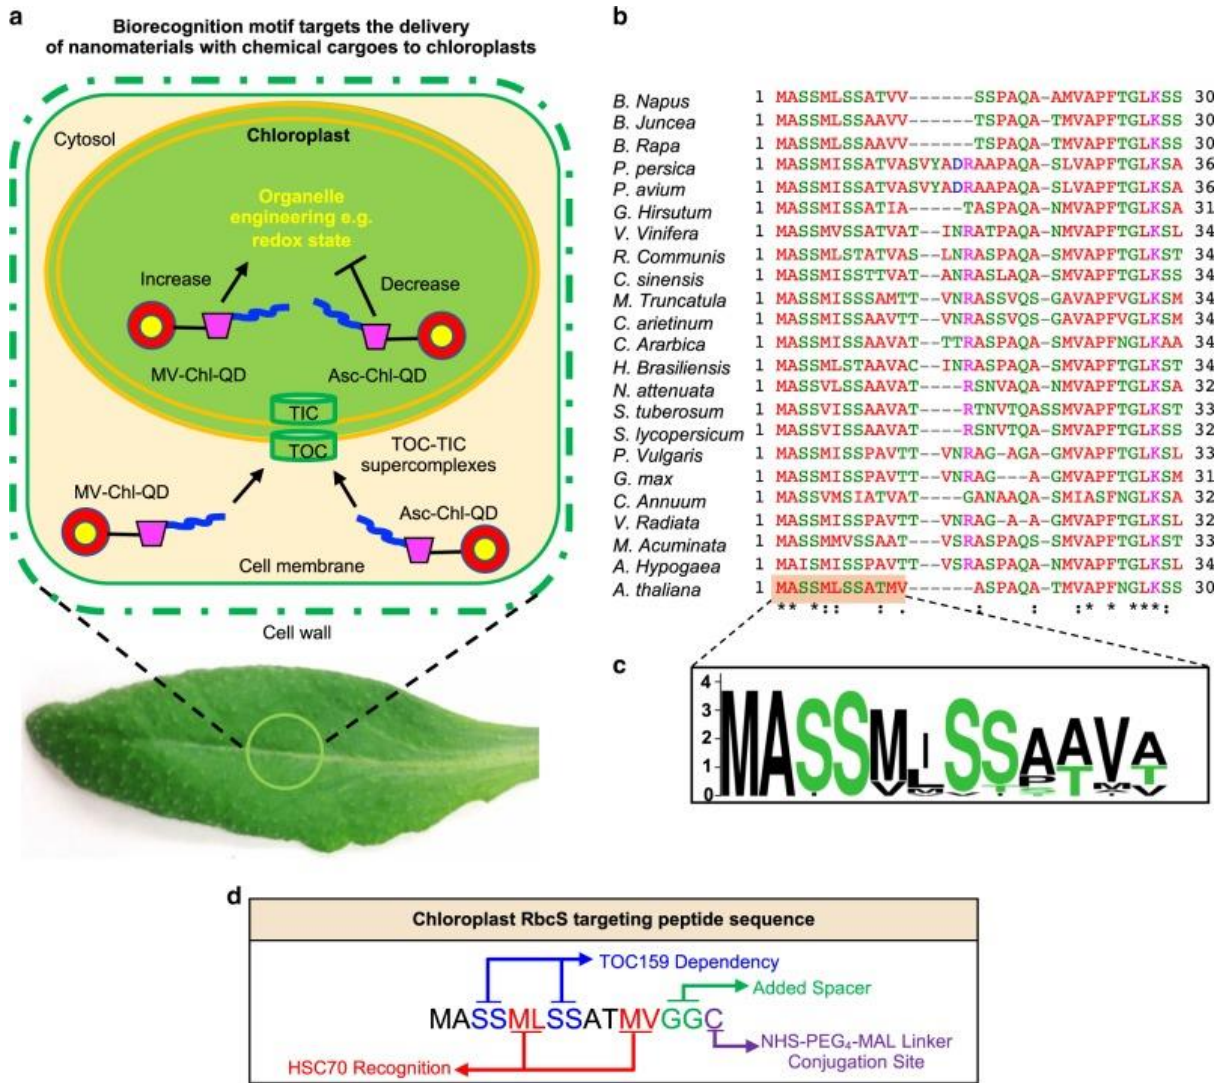 a
Biorecognition motif targets the delivery
of nanomaterials with chemical cargoes to chloroplasts
Cytosol
Chloroplast
Organelle
engineering e.g.
redox state
Increase
Decrease
MV-Chl-QD
Asc-Chl-QD
TIC
TOC
TOC-TIC
supercomplexes
MV-Chl-QD
Asc-Chl-QD
Cell membrane
Cell wall
b
B. Napus 1 MASSMLSSATVV------SSPAQA-AMVAPFTGLKSS 30
B. Juncea 1 MASSMLSSAAVV------TSPAQA-TMVAPFTGLKSS 30
B. Rapa 1 MASSMLSSAAVV------TSPAQA-TMVAPFTGLKSS 30
P. persica 1 MASSMISSATVASVYADRAAPAQA-SLVAPFTGLKSA 36
P. avium 1 MASSMISSATVASVYADRAAPAQA-SLVAPFTGLKSA 36
G. Hirsutum 1 MASSMISSATIA-----TASPAQA-NMVAPFTGLKSA 31
V. Vinifera 1 MASSMVSSATVAT--INRATPAQA-NMVAPFTGLKSL 34
R. Communis 1 MASSMLSTATVAS--LNRASPAQA-SMVAPFTGLKST 34
C. sinensis 1 MASSMISTTVAT--ANRASLAQA-SMVAPFTGLKSS 34
M. Truncatula 1 MASSMISSSAMTT--VNRASSVQS-GAVAPFVGLKSM 34
C. arietinum 1 MASSMISSAAVTT--VNRASSVQS-GAVAPFTGLKSM 34
C. Ararbica 1 MASSMISSAAVAT--TTRASPAQA-SMVAPFNGLKAA 34
H. Brasiliensis 1 MASSMLSTAAVAC--INRASPAQA-SMVAPFTGLKST 34
N. attenuata 1 MASSVLSSAAVAT----RSNVAQA-SMVAPFTGLKSA 32
S. tuberosum 1 MASSVISSAAVAT----RTNVTQASSMVAPFTGLKST 33
S. lycopersicum 1 MASSVISSAAVAT----RSNVTQA-SMVAPFTGLKSS 32
P. Vulgaris 1 MASSMISSPAVTT--VNRAG-AGA-GMVAPFTGLKSL 33
G. max 1 MASSMISSPAVTT--VNRAG---A-GMVAPFTGLKSM 31
C. Annuum 1 MASSVMSIATVAT----GANAAQA-SMIASFNGLKSA 32
V. Radiata 1 MASSMISSPAVTT--VNRAG-A-A-GMVAPFTGLKSL 32
M. Acuminata 1 MASSMMVSSAAT---VSRASPAQS-SMVAPFTGLKST 33
A. Hypogaea 1 MAISMISSPAVTT--VSRASPAQA-NMVAPFTGLKSL 34
A. thaliana 1 MASSMLSSATMV------ASPAQA-TMVAPFNGLKSS 30
** *:: : . : : :* * ***:
c
4
3
2
1
0
MASSMISSAAVA
d
Chloroplast RbcS targeting peptide sequence
TOC159 Dependency
Added Spacer
MASSMLSSATMVGGC
HSC70 Recognition
NHS-PEG₄-MAL Linker
Conjugation Site